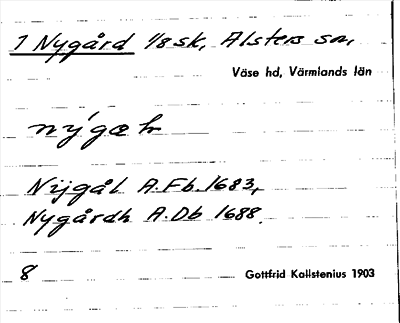 1 Nygård 1/8 sk, Alsters sn,
Väse hd, Värmlands län
Nijgål A.Fb. 1683,
Nygårdh A.Db 1688.
8
Gottfrid Kallstenius 1903